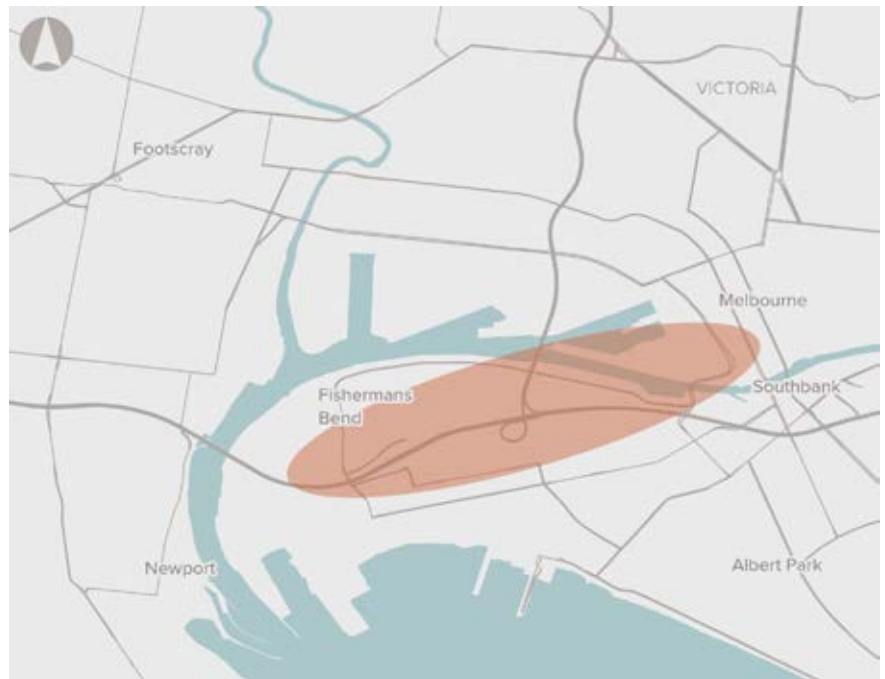 VICTORIA
Footscray
Melbourne
Southbank
Fishermans
Bend
Newport
Albert Park